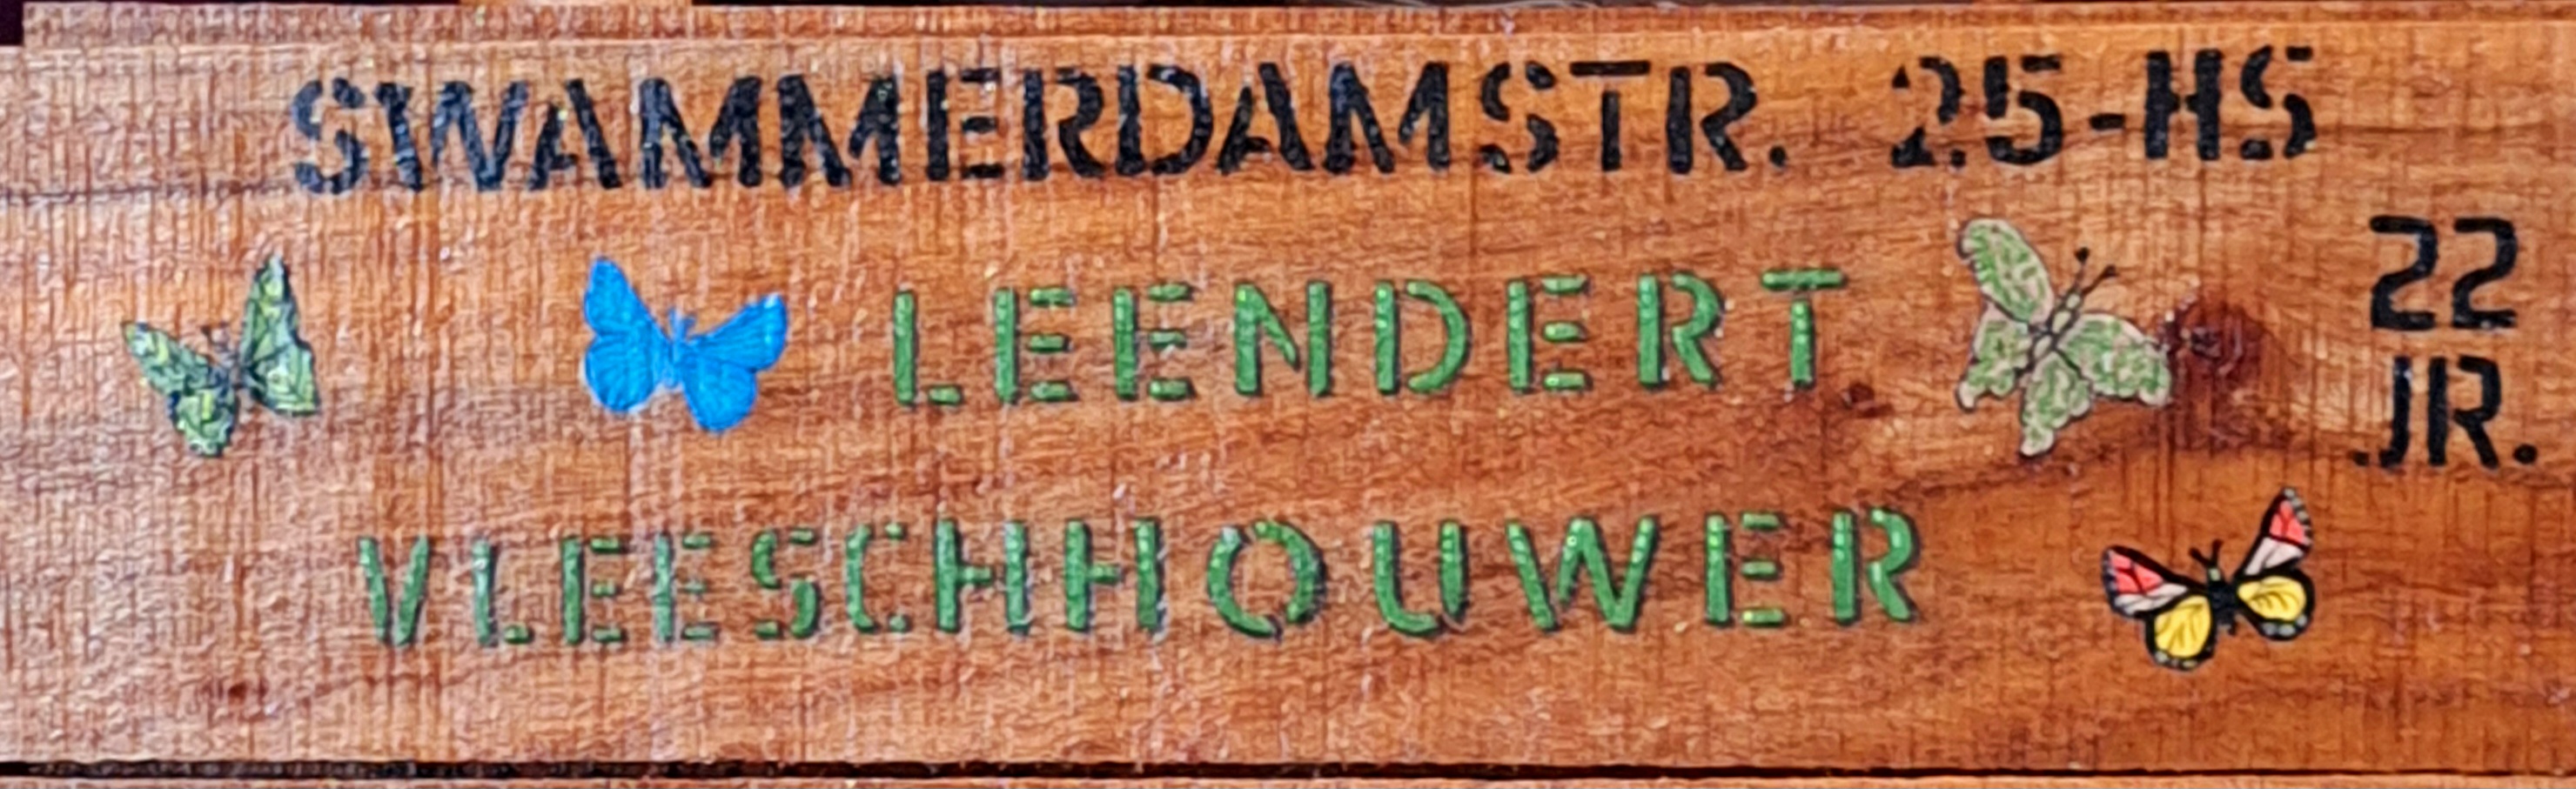 SWAMMERDAMSTR. 25-HS
LEENDERT
22
JR.
VLEESCHHOUWER